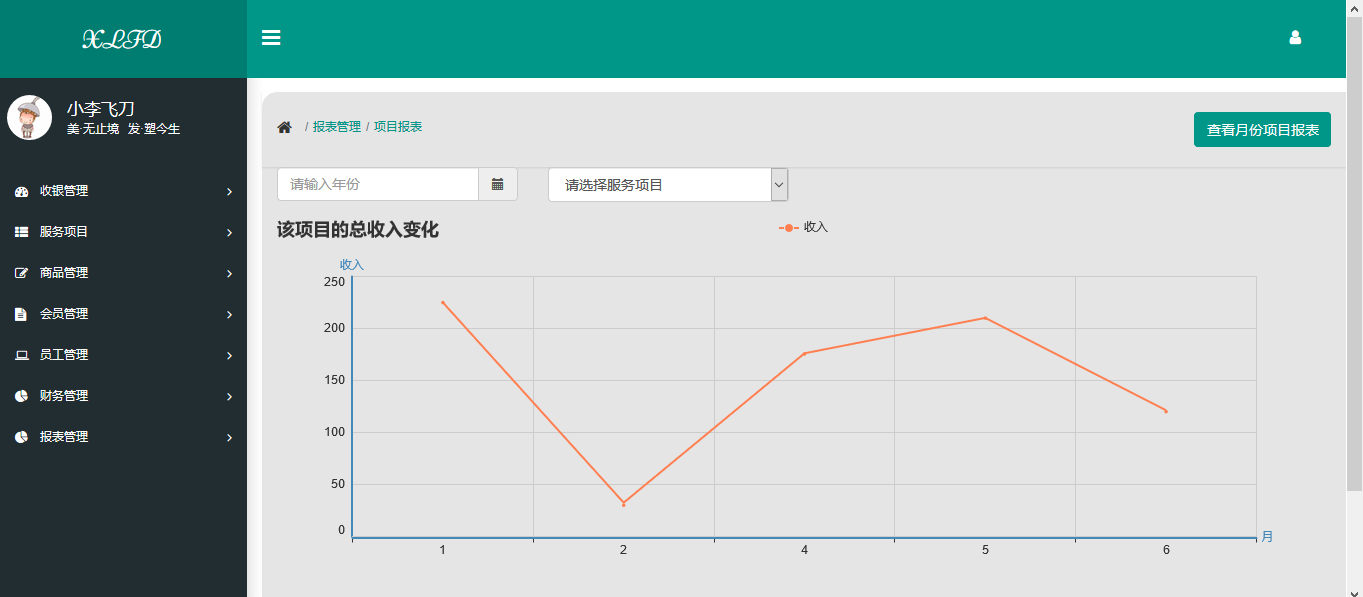 XLFD
小李飞刀
美·无止境 发·塑今生
收银管理
服务项目
商品管理
会员管理
员工管理
财务管理
报表管理
/ 报表管理 / 项目报表
查看月份项目报表
请输入年份
请选择服务项目
该项目的总收入变化
收入
收入
250
200
150
100
50
0
1 2 4 5 6
月